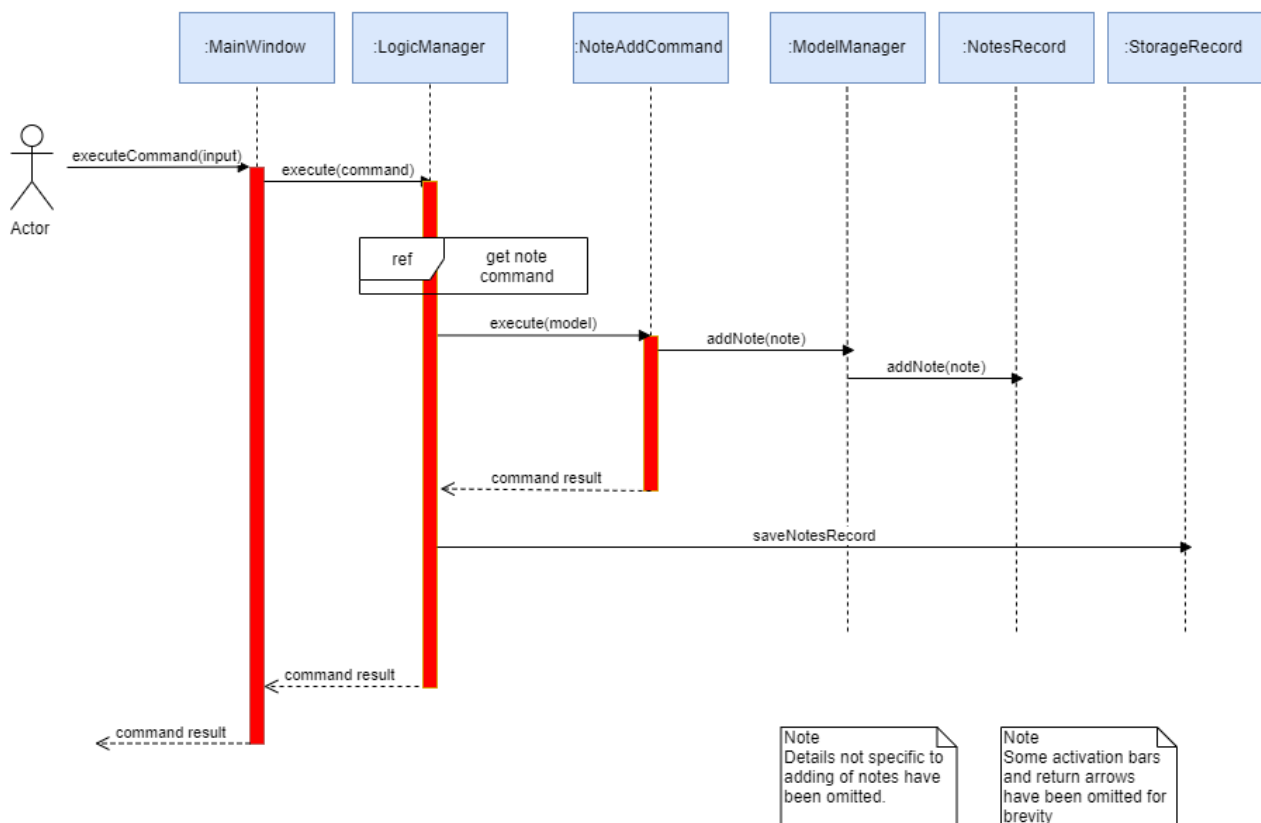 :MainWindow
:LogicManager
:NoteAddCommand
:ModelManager
:NotesRecord
:StorageRecord
executeCommand(input)
execute(command)
Actor
ref
get note
command
execute(model)
addNote(note)
addNote(note)
command result
saveNotesRecord
command result
command result
Note
Details not specific to
adding of notes have
been omitted.
Note
Some activation bars
and return arrows
have been omitted for
brevity